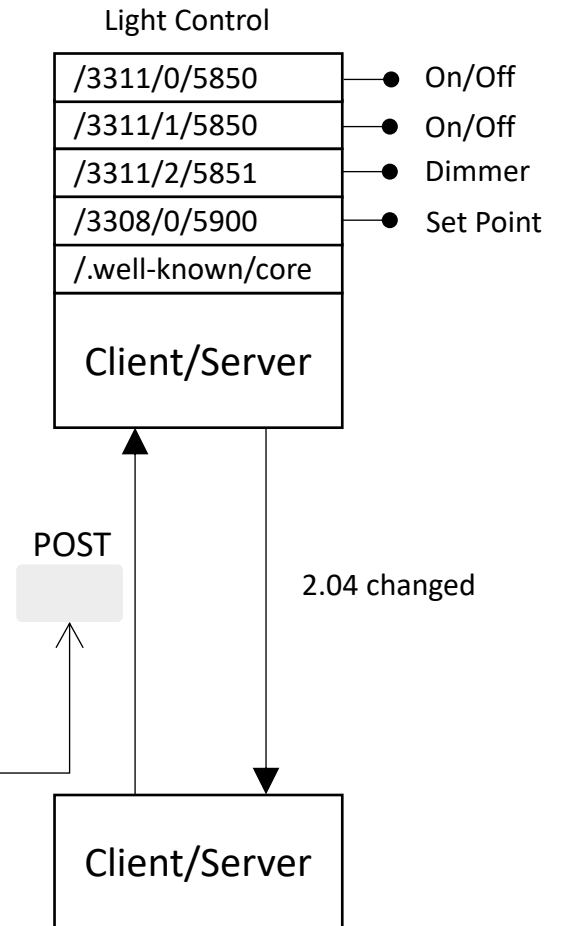 Light Control
/3311/0/5850 On/Off
/3311/1/5850 On/Off
/3311/2/5851 Dimmer
/3308/0/5900 Set Point
/.well-known/core
Client/Server
POST
2.04 changed
Client/Server